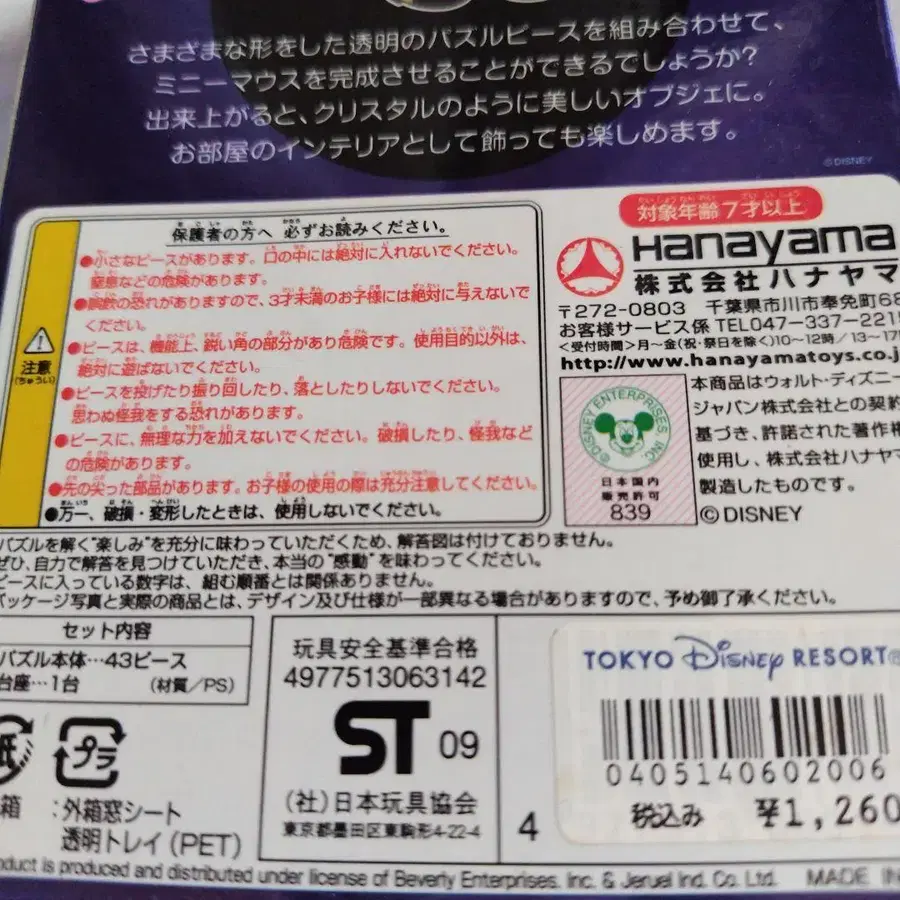 さまざまな形をした透明のパズルピースを組み合わせて、
ミニーマウスを完成させることができるでしょうか?
出来上がると、クリスタルのように美しいオブジェに。
お部屋のインテリアとして飾っても楽しめます。
©DISNEY
保護者の方へ 必ずお読みください。
●小さなピースがあります。口の中には絶対に入れないでください。
窒息などの危険があります。
●誤飲の恐れがありますので、3才未満のお子様には絶対に与えないで
ください。
●ピースは、機能上、鋭い角の部分があり危険です。使用目的以外は、
絶対に遊ばないでください。
●ピースを投げたり振り回したり、落としたりしないでください。
思わぬ怪我をする恐れがあります。
●ピースに、無理な力を加えないでください。破損したり、怪我など
の危険があります。
●先の尖った部品があります。お子様の使用の際は充分注意してください。
●万一、破損・変形したときは、使用しないでください。
注意
(ちゅうい)
対象年齢7才以上
Hanayama
株式会社ハナヤマ
〒272-0803 千葉県市川市奉免町68
お客様サービス係 TEL047-337-2215
<受付時間>月~金(祝・祭日を除く)10~12時/13~17
http://www.hanayamatoys.co.j
©DISNEY ENTERPRISES, INC.
日本国内
販売許可
839
本商品はウォルト・ディズニー
ジャパン株式会社との契約
基づき、許諾された著作権
使用し、株式会社ハナヤマ
製造したものです。
©DISNEY
パズルを解く"楽しみ"を充分に味わっていただくため、解答図は付けておりません。
ぜひ、自力で解答を見つけていただき、本当の"感動"を味わってください。
ピースに入っている数字は、組む順番とは関係ありません。
パッケージ写真と実際の商品とは、デザイン及び仕様が一部異なる場合がありますので、予め御了承ください。
セット内容
パズル本体…43ピース
台座…1台 (材質/PS)
紙
プラ
箱 :外箱窓シート
透明トレイ(PET)
玩具安全基準合格
4977513063142
ST 09
(社)日本玩具協会
東京都墨田区東駒形4-22-4
4
TOKYO Disney RESORT®
0405140602006
税込み ¥1,260
oduct is produced and distributed under license of Beverly Enterprises, Inc. & Jeruel Ind. Co. Ltd. MADE IN